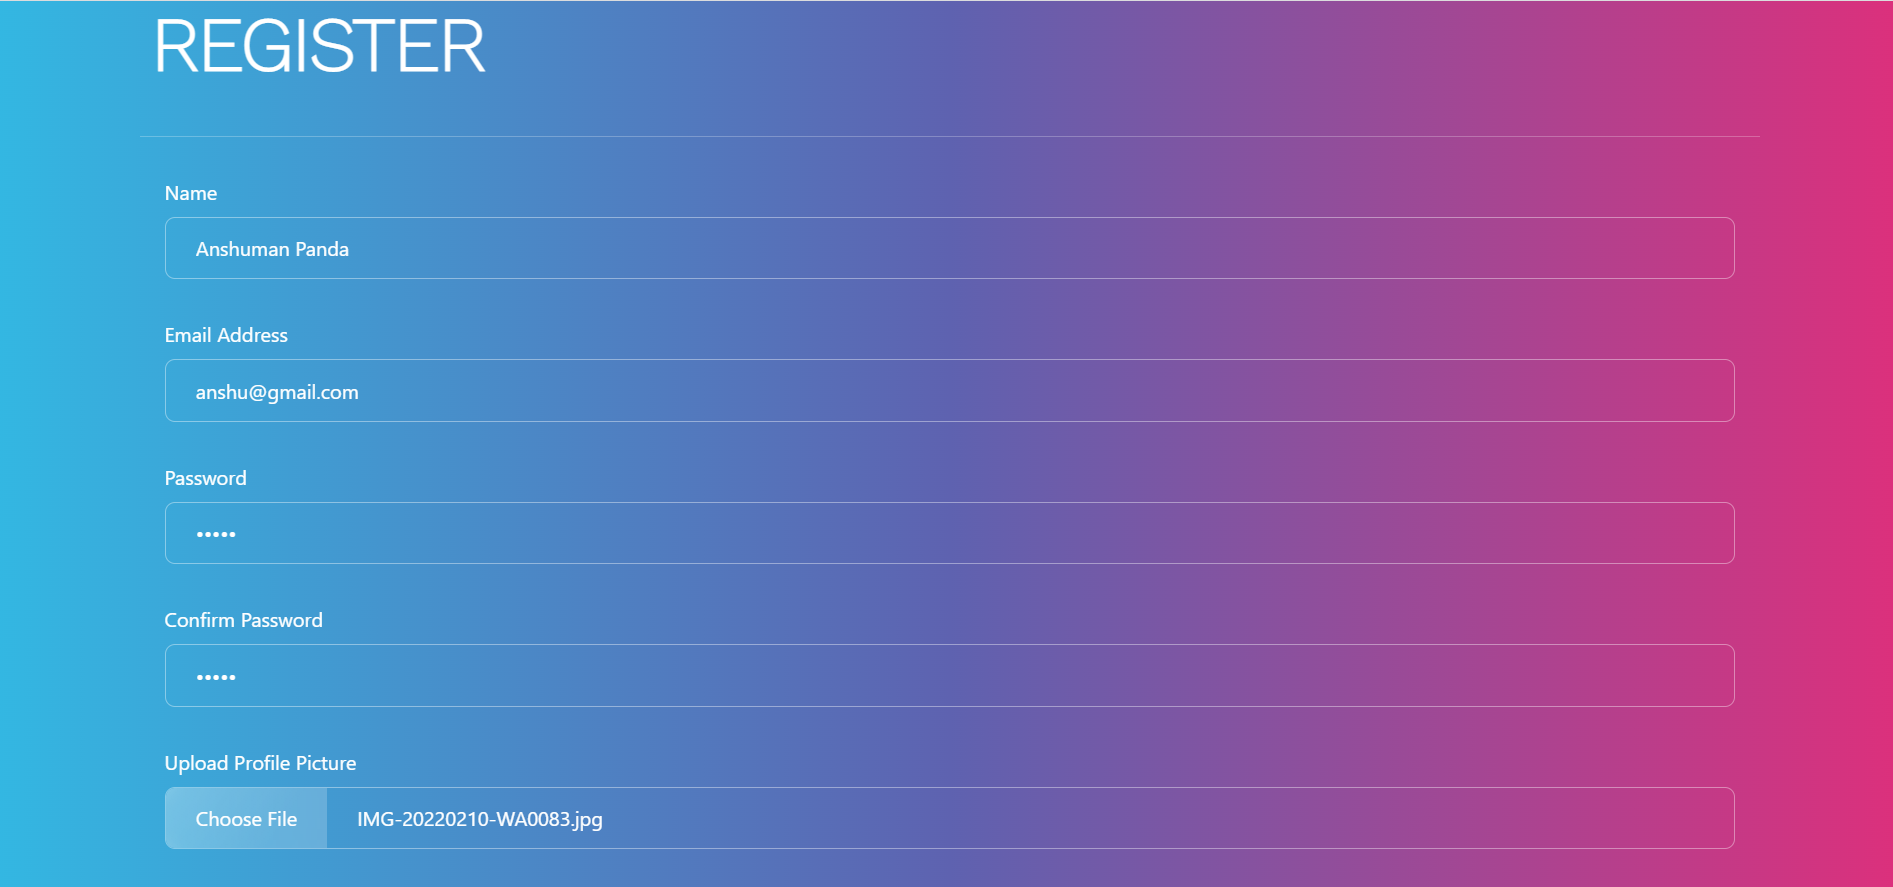 REGISTER
Name
Anshuman Panda
Email Address
anshu@gmail.com
Password
•••••
Confirm Password
•••••
Upload Profile Picture
Choose File IMG-20220210-WA0083.jpg